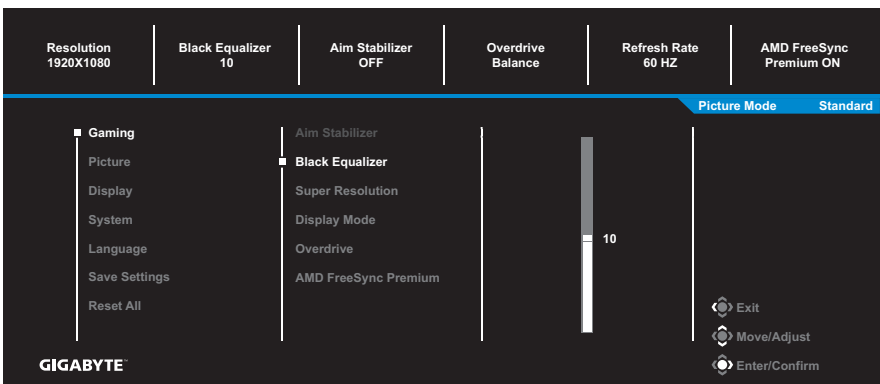 Resolution
1920X1080
Black Equalizer
10
Aim Stabilizer
OFF
Overdrive
Balance
Refresh Rate
60 HZ
AMD FreeSync
Premium ON
Picture Mode Standard
Gaming
Picture
Display
System
Language
Save Settings
Reset All
Aim Stabilizer
Black Equalizer
Super Resolution
Display Mode
Overdrive
AMD FreeSync Premium
10
Exit
Move/Adjust
Enter/Confirm
GIGABYTE™